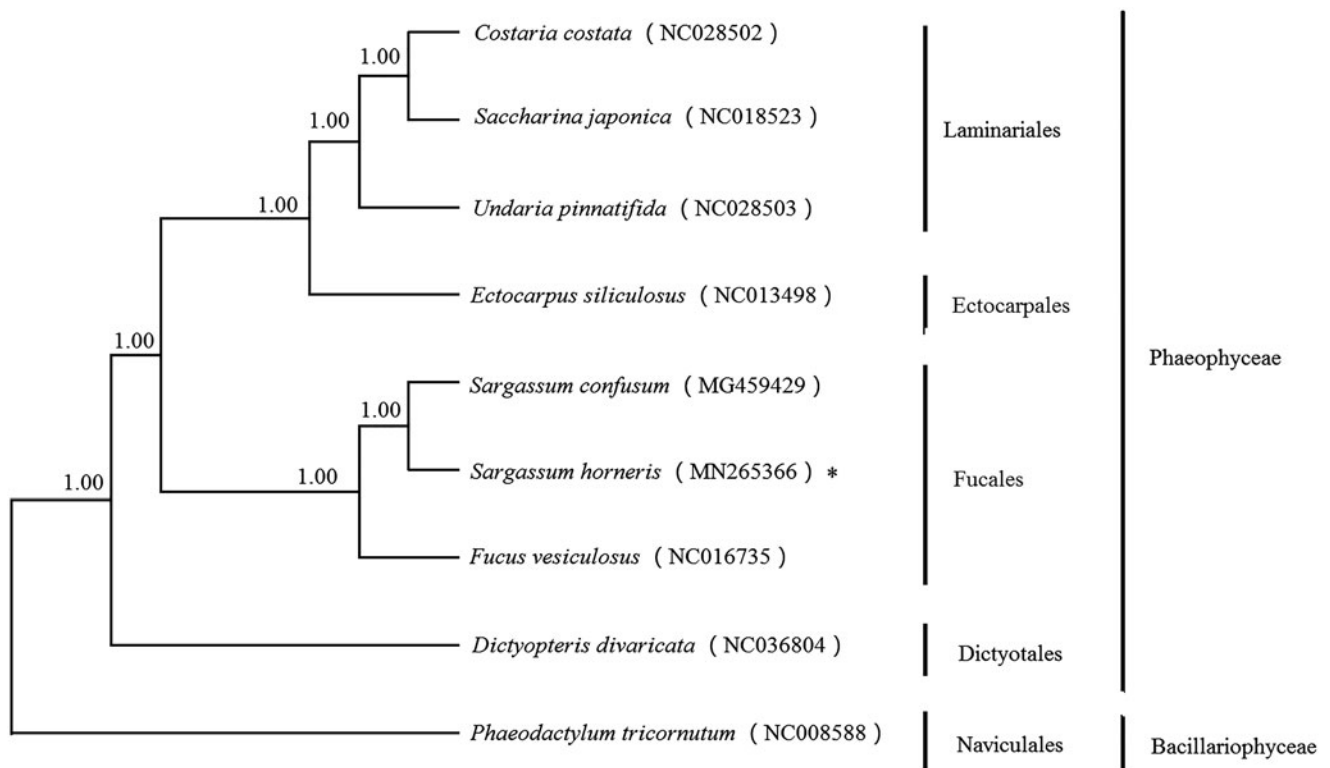 Costaria costata ( NC028502 )
1.00
Saccharina japonica ( NC018523 )
1.00
Laminariales
1.00
Undaria pinnatifida ( NC028503 )
Ectocarpus siliculosus ( NC013498 )
Ectocarpales
1.00
Phaeophyceae
Sargassum confusum ( MG459429 )
1.00
Sargassum horneris ( MN265366 ) *
1.00
Fucales
1.00
Fucus vesiculosus ( NC016735 )
Dictyopteris divaricata ( NC036804 )
Dictyotales
Phaeodactylum tricornutum ( NC008588 )
Naviculales
Bacillariophyceae